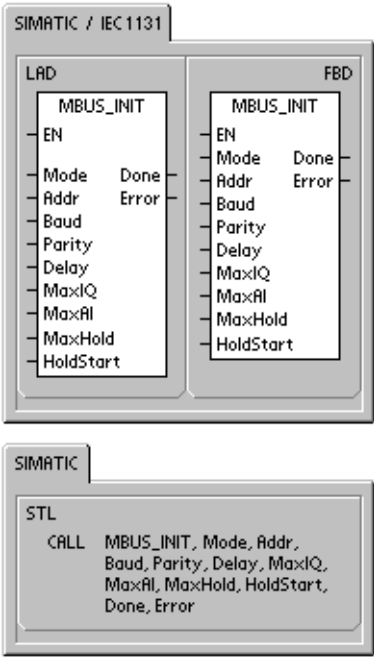 SIMATIC / IEC1131
LAD
MBUS_INIT
EN
Mode Done
Addr Error
Baud
Parity
Delay
MaxIQ
MaxAI
MaxHold
HoldStart
FBD
MBUS_INIT
EN
Mode Done
Addr Error
Baud
Parity
Delay
MaxIQ
MaxAI
MaxHold
HoldStart
SIMATIC
STL
CALL MBUS_INIT, Mode, Addr,
Baud, Parity, Delay, MaxIQ,
MaxAI, MaxHold, HoldStart,
Done, Error